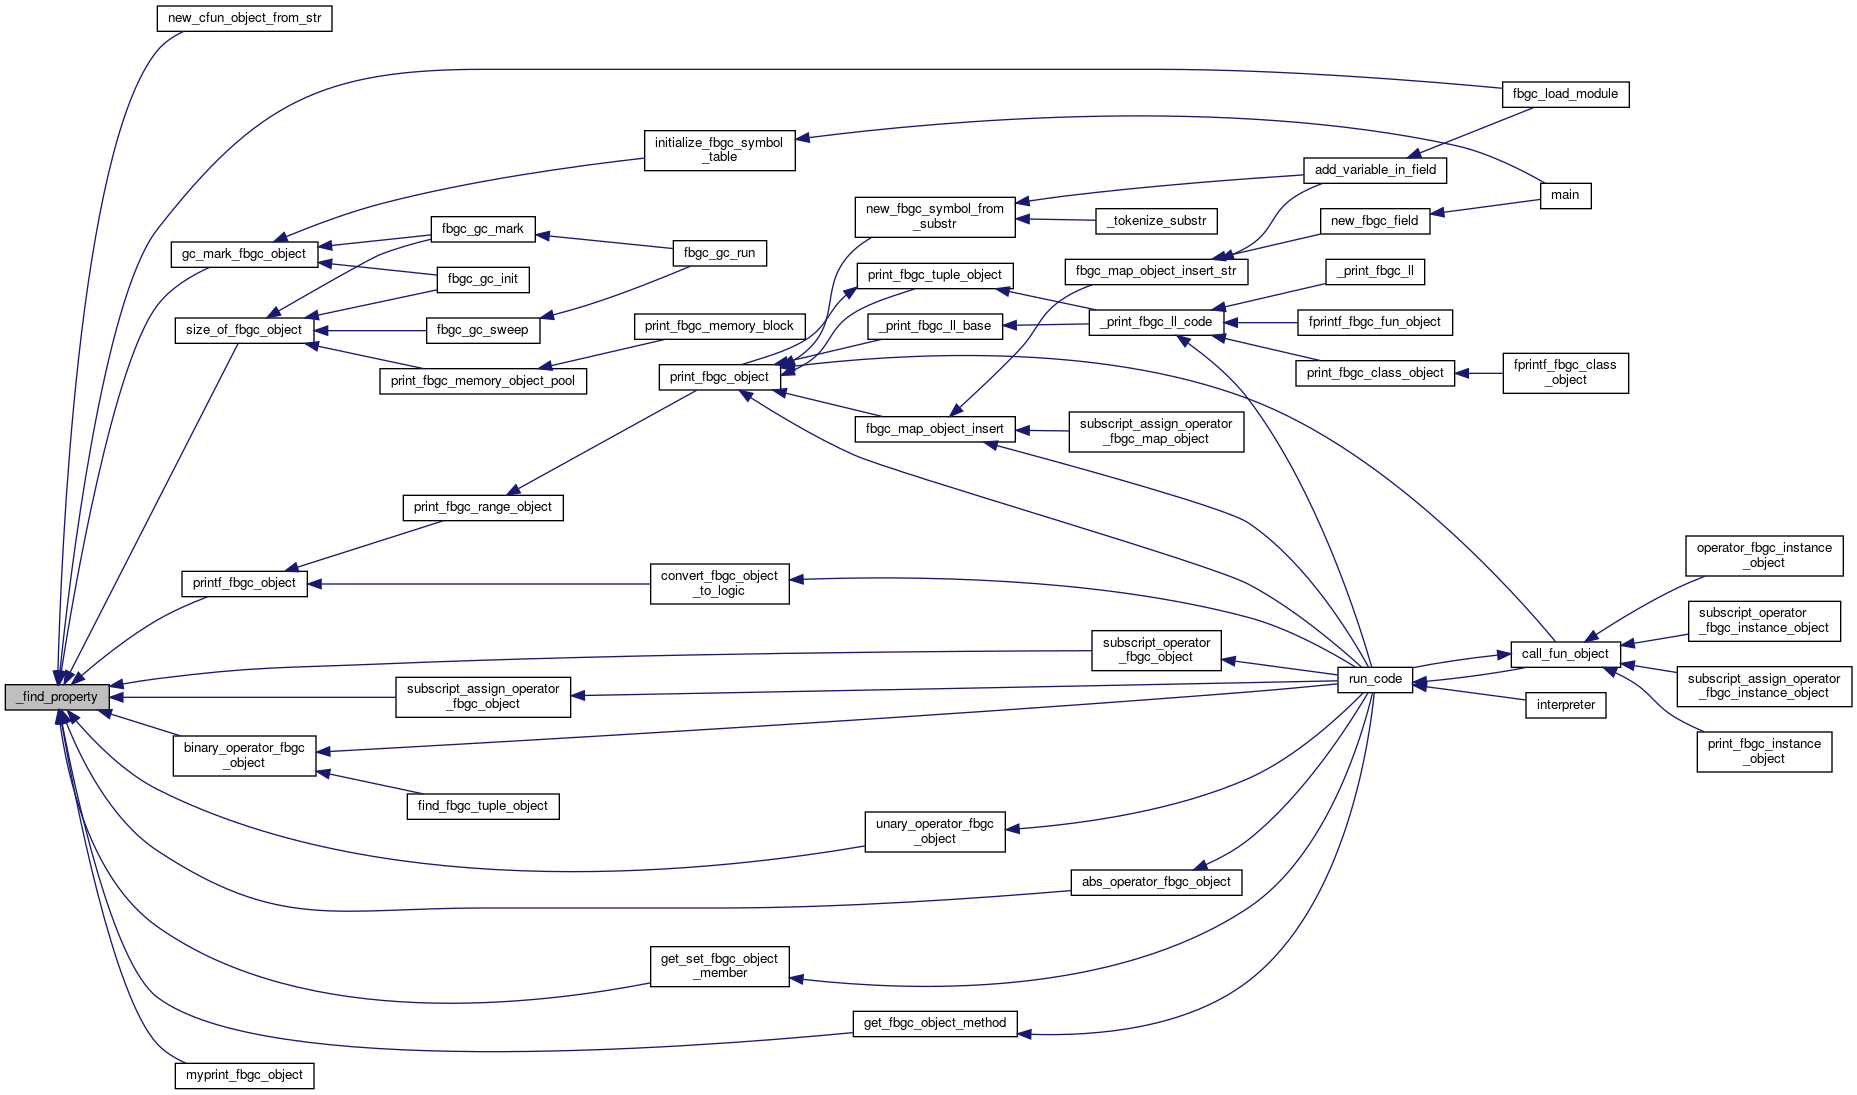 new_cfun_object_from_str
fbgc_load_module
initialize_fbgc_symbol
_table
add_variable_in_field
main
new_fbgc_symbol_from
_substr
_tokenize_substr
new_fbgc_field
gc_mark_fbgc_object
fbgc_gc_mark
fbgc_gc_run
fbgc_gc_init
print_fbgc_tuple_object
fbgc_map_object_insert_str
_print_fbgc_ll
size_of_fbgc_object
fbgc_gc_sweep
print_fbgc_memory_block
_print_fbgc_ll_base
_print_fbgc_ll_code
fprintf_fbgc_fun_object
print_fbgc_memory_object_pool
print_fbgc_object
print_fbgc_class_object
fprintf_fbgc_class
_object
fbgc_map_object_insert
subscript_assign_operator
_fbgc_map_object
print_fbgc_range_object
printf_fbgc_object
convert_fbgc_object
_to_logic
operator_fbgc_instance
_object
subscript_operator
_fbgc_instance_object
subscript_operator
_fbgc_object
call_fun_object
_find_property
subscript_assign_operator
_fbgc_object
run_code
subscript_assign_operator
_fbgc_instance_object
interpreter
binary_operator_fbgc
_object
print_fbgc_instance
_object
find_fbgc_tuple_object
unary_operator_fbgc
_object
abs_operator_fbgc_object
get_set_fbgc_object
_member
get_fbgc_object_method
myprint_fbgc_object